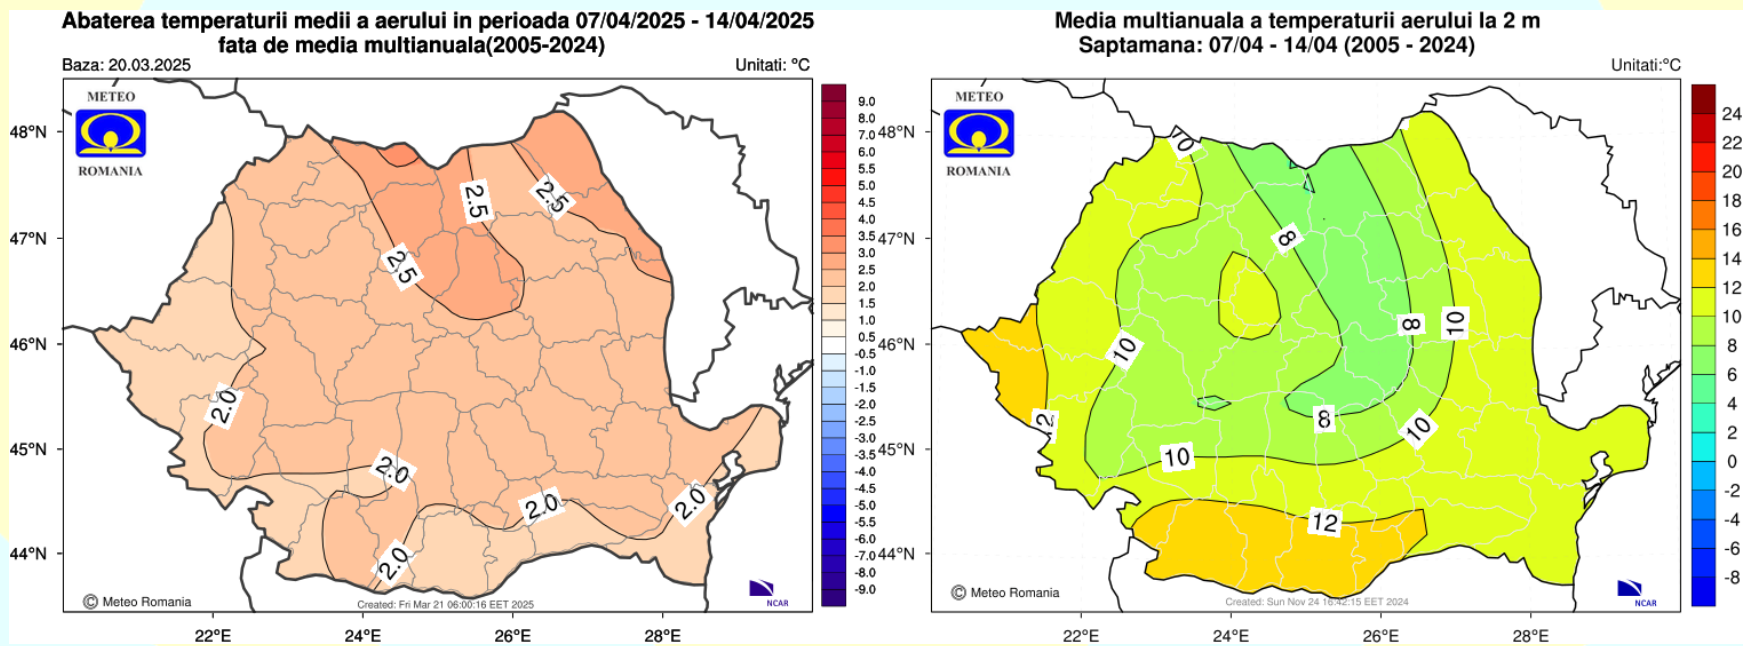 Abaterea temperaturii medii a aerului in perioada 07/04/2025 - 14/04/2025
fata de media multianuala(2005-2024)
Baza: 20.03.2025
Unitati: °C
METEO
ROMANIA
48°N
47°N
46°N
45°N
44°N
22°E
24°E
26°E
28°E
2.5
2.5
2.5
2.0
2.0
2.0
2.0
2.0
© Meteo Romania
Created: Fri Mar 21 06:00:16 EET 2025
NCAR
9.0
8.0
7.0
6.0
5.5
5.0
4.5
4.0
3.5
3.0
2.5
2.0
1.5
1.0
0.5
-0.5
-1.0
-1.5
-2.0
-2.5
-3.0
-3.5
-4.0
-4.5
-5.0
-5.5
-6.0
-7.0
-8.0
-9.0
Media multianuala a temperaturii aerului la 2 m
Saptamana: 07/04 - 14/04 (2005 - 2024)
Unitati:°C
METEO
ROMANIA
48°N
47°N
46°N
45°N
44°N
22°E
24°E
26°E
28°E
10
8
8
10
10
12
8
10
10
12
© Meteo Romania
Created: Sun Nov 24 16:42:15 EET 2024
NCAR
24
22
20
18
16
14
12
10
8
6
4
2
0
-2
-4
-6
-8